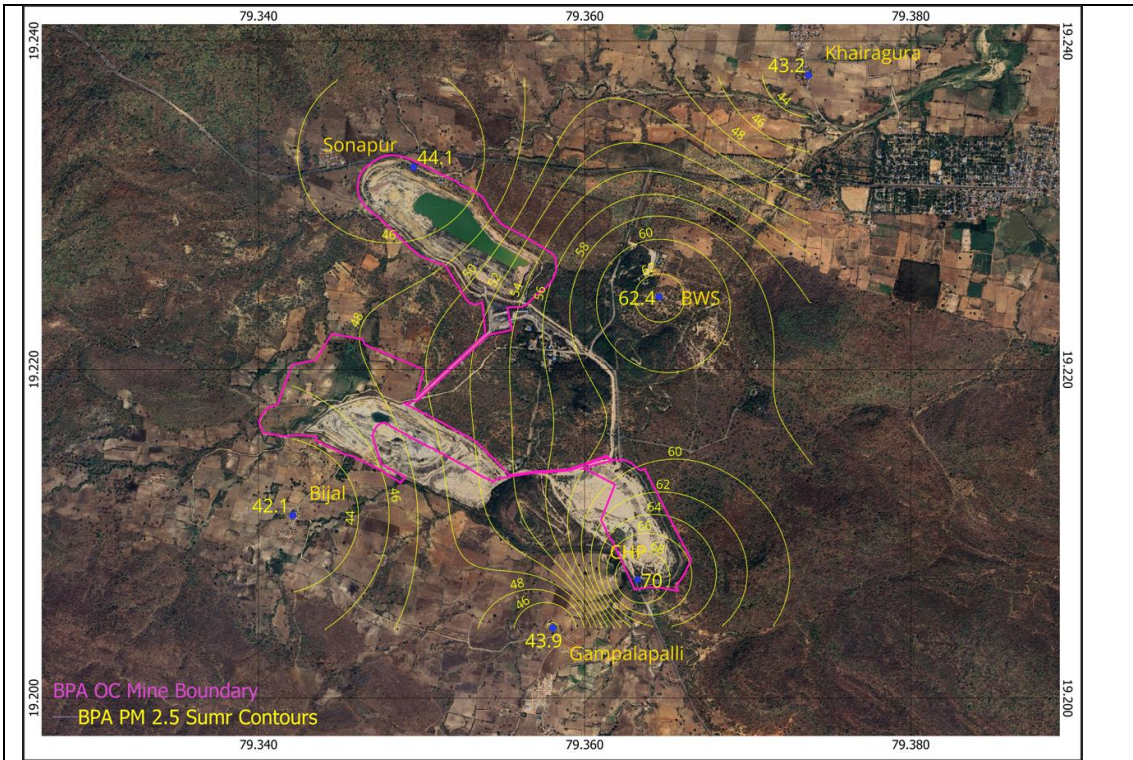 79.340 79.360 79.380
19.240 19.240
Khairagura
43.2
44
46
48
Sonapur
44.1
46
60
58
62.4 BWS
50
52
54
56
48
19.220 19.220
60
62
64
66
Bijal
42.1
46
44
CHP
70
48
46
43.9
Gampalapalli
BPA OC Mine Boundary
BPA PM 2.5 Sumr Contours
19.200 19.200
79.340 79.360 79.380